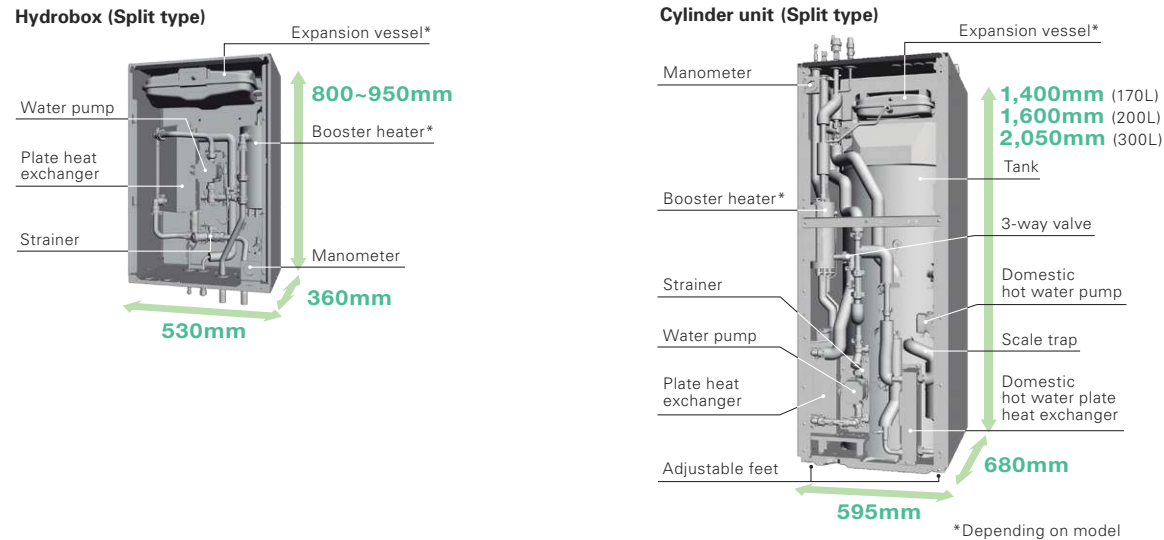 Hydrobox (Split type)
Expansion vessel*
800~950mm
Water pump
Booster heater*
Plate heat
exchanger
Strainer
Manometer
360mm
530mm
Cylinder unit (Split type)
Expansion vessel*
Manometer
1,400mm (170L)
1,600mm (200L)
2,050mm (300L)
Tank
Booster heater*
3-way valve
Domestic
hot water pump
Strainer
Scale trap
Water pump
Plate heat
exchanger
Domestic
hot water plate
heat exchanger
Adjustable feet
680mm
595mm
*Depending on model